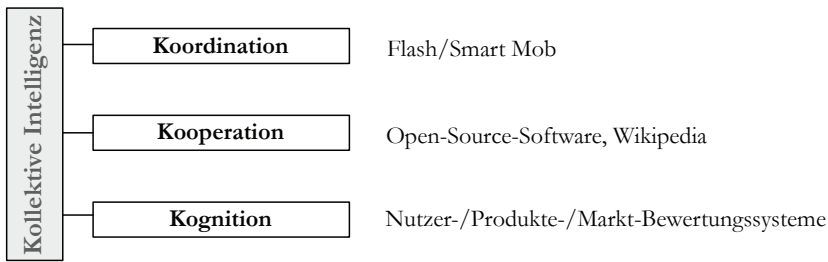 Kollektive Intelligenz
Koordination
Flash/Smart Mob
Kooperation
Open-Source-Software, Wikipedia
Kognition
Nutzer-/Produkte-/Markt-Bewertungssysteme